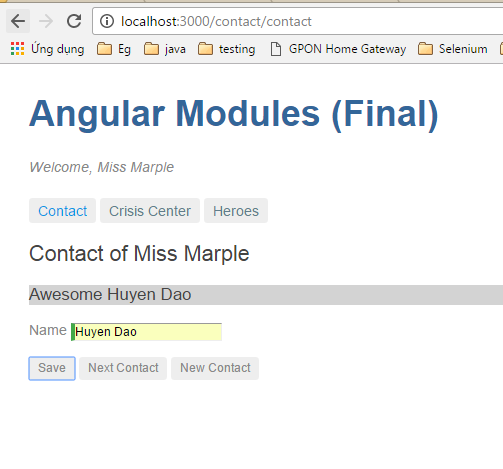 localhost:3000/contact/contact
Ứng dụng Eg java testing GPON Home Gateway Selenium
Angular Modules (Final)
Welcome, Miss Marple
Contact Crisis Center Heroes
Contact of Miss Marple
Awesome Huyen Dao
Name Huyen Dao
Save Next Contact New Contact